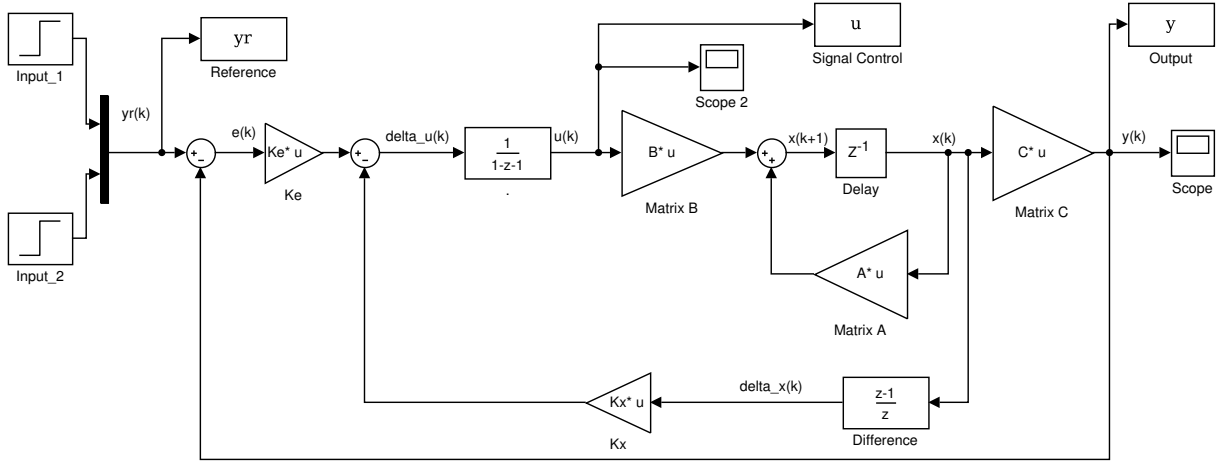 Input_1
yr
Reference
yr(k)
Input_2
+
−
e(k)
Ke* u
Ke
+
−
delta_u(k)
1
1-z-1
.
u(k)
u
Signal Control
Scope 2
B* u
Matrix B
+
+
x(k+1)
Z-1
Delay
x(k)
C* u
Matrix C
y
Output
y(k)
Scope
A* u
Matrix A
delta_x(k)
z-1
z
Difference
Kx* u
Kx